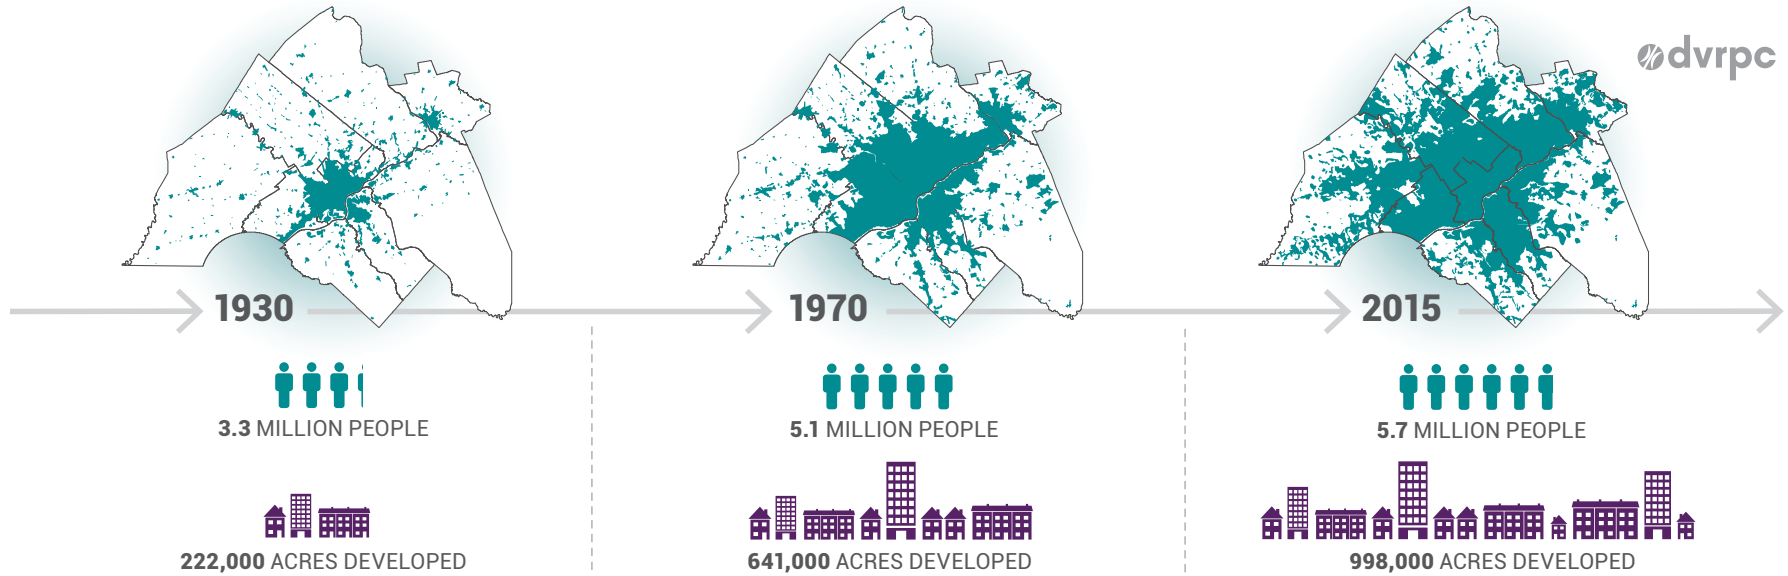 dvrpc
1930
1970
2015
3.3 MILLION PEOPLE
5.1 MILLION PEOPLE
5.7 MILLION PEOPLE
222,000 ACRES DEVELOPED
641,000 ACRES DEVELOPED
998,000 ACRES DEVELOPED